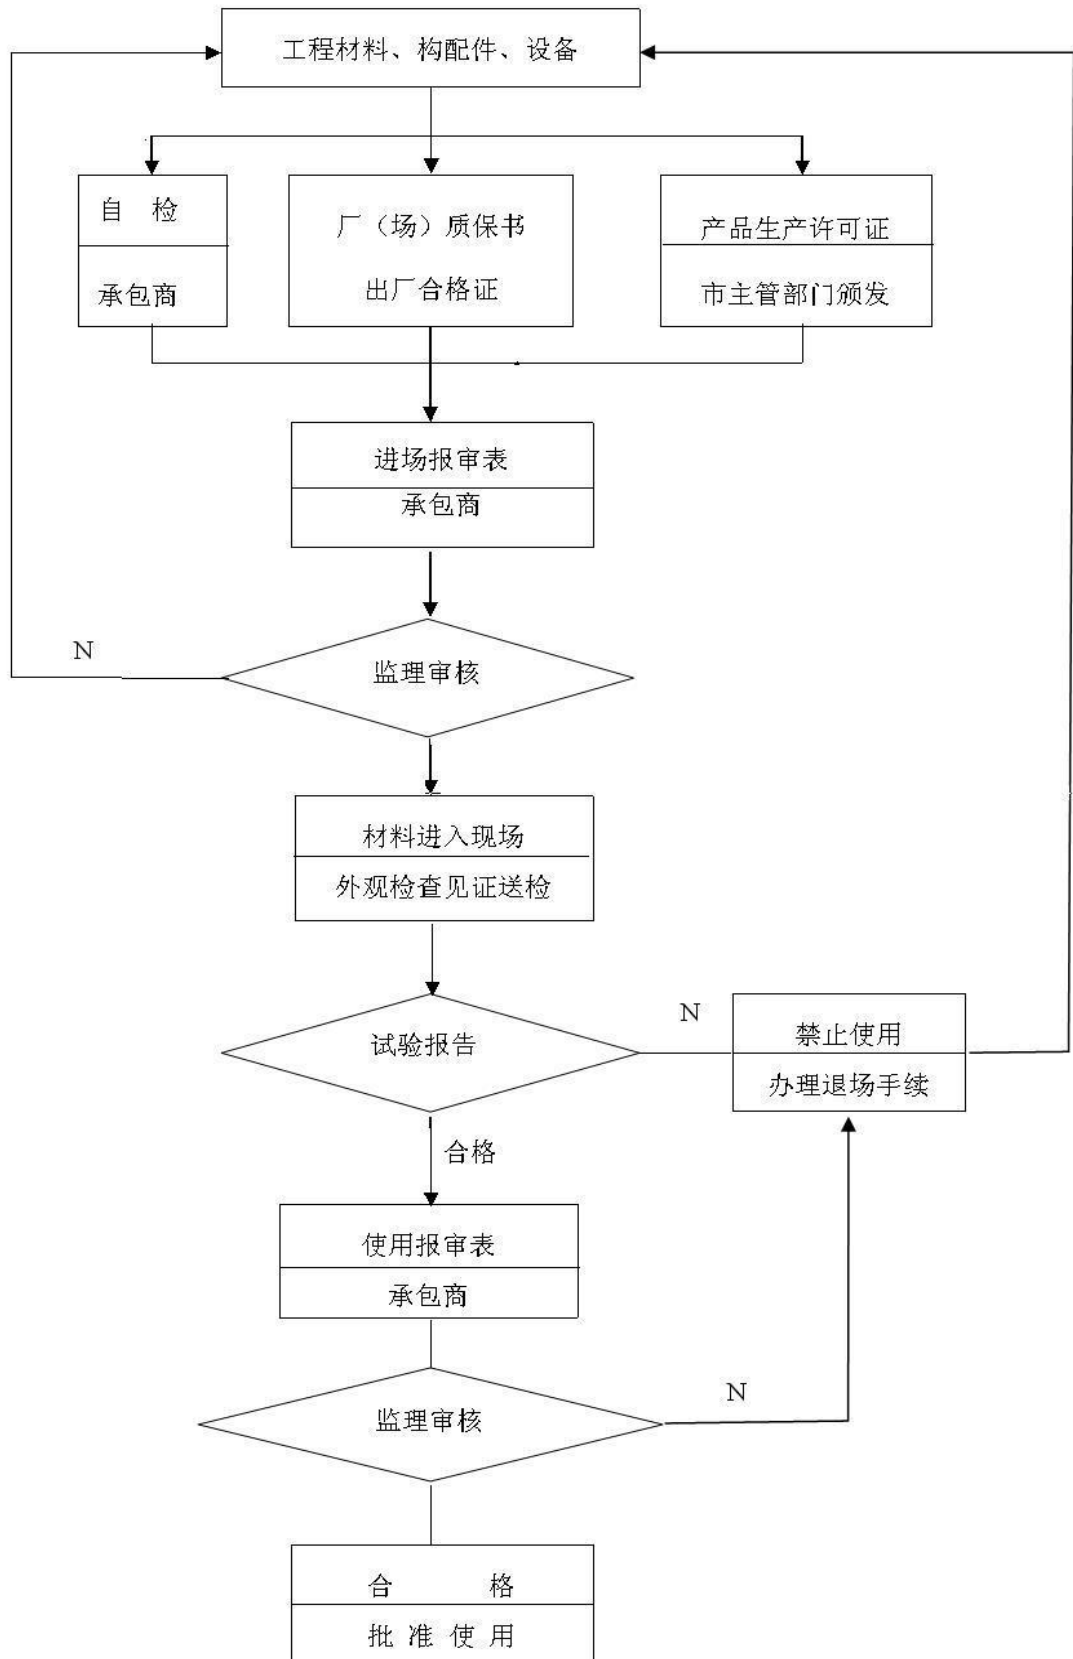 工程材料、构配件、设备
自 检
承包商
厂（场）质保书
出厂合格证
产品生产许可证
市主管部门颁发
进场报审表
承包商
N
监理审核
材料进入现场
外观检查见证送检
试验报告
N
禁止使用
办理退场手续
合格
使用报审表
承包商
监理审核
N
合 格
批 准 使 用